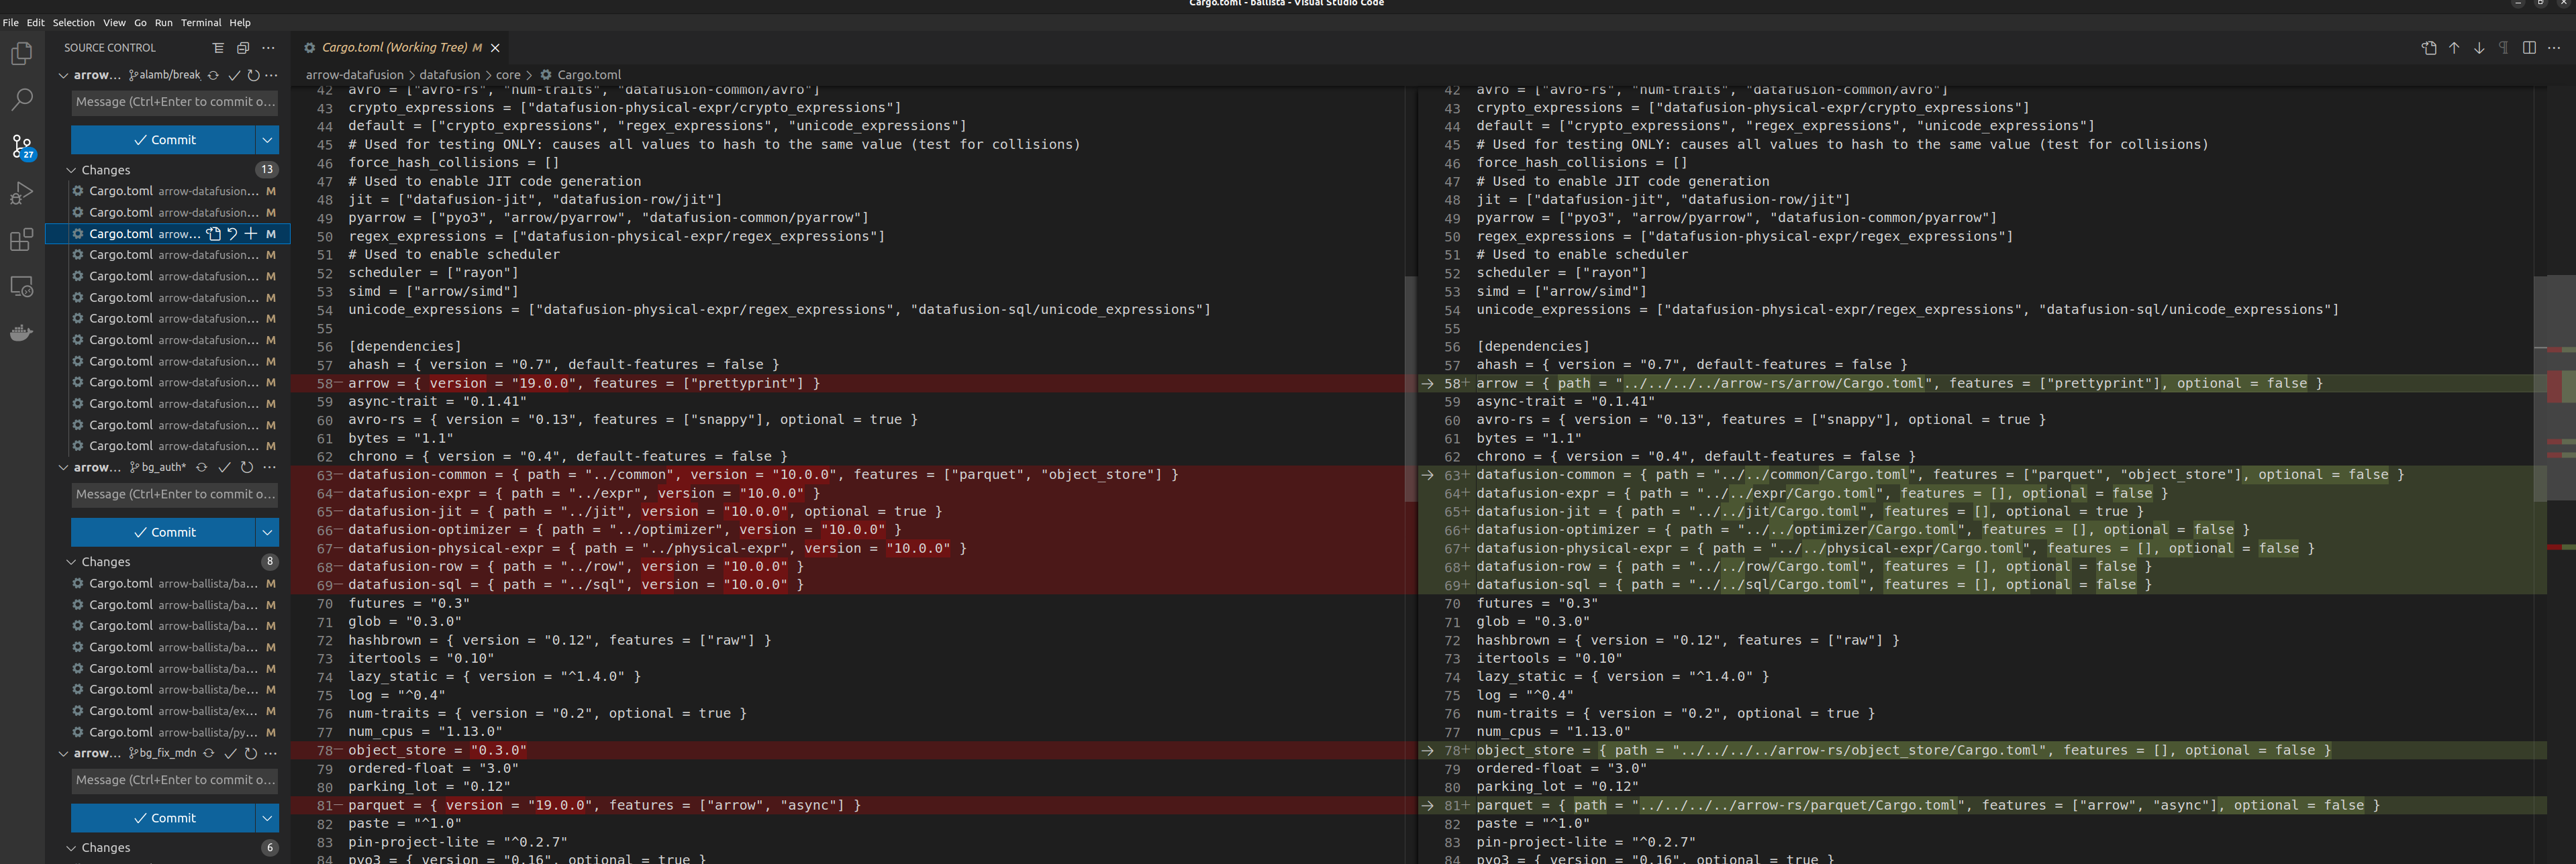 Cargo.toml - ballista - Visual Studio Code
File Edit Selection View Go Run Terminal Help
SOURCE CONTROL
arrow... alamb/break
Message (Ctrl+Enter to commit o...
Commit
Changes 13
Cargo.toml arrow-datafusion... M
Cargo.toml arrow-datafusion... M
Cargo.toml arrow... M
Cargo.toml arrow-datafusion... M
Cargo.toml arrow-datafusion... M
Cargo.toml arrow-datafusion... M
Cargo.toml arrow-datafusion... M
Cargo.toml arrow-datafusion... M
Cargo.toml arrow-datafusion... M
Cargo.toml arrow-datafusion... M
Cargo.toml arrow-datafusion... M
Cargo.toml arrow-datafusion... M
Cargo.toml arrow-datafusion... M
arrow... bg_auth*
Message (Ctrl+Enter to commit o...
Commit
Changes 8
Cargo.toml arrow-ballista/ba... M
Cargo.toml arrow-ballista/ba... M
Cargo.toml arrow-ballista/ba... M
Cargo.toml arrow-ballista/ba... M
Cargo.toml arrow-ballista/ba... M
Cargo.toml arrow-ballista/be... M
Cargo.toml arrow-ballista/ex... M
Cargo.toml arrow-ballista/py... M
arrow... bg_fix_mdn
Message (Ctrl+Enter to commit o...
Commit
Changes 6
27
Cargo.toml (Working Tree) M
arrow-datafusion > datafusion > core > Cargo.toml
42 avro = ["avro-rs", "num-traits", "datafusion-common/avro"]
43 crypto_expressions = ["datafusion-physical-expr/crypto_expressions"]
44 default = ["crypto_expressions", "regex_expressions", "unicode_expressions"]
45 # Used for testing ONLY: causes all values to hash to the same value (test for collisions)
46 force_hash_collisions = []
47 # Used to enable JIT code generation
48 jit = ["datafusion-jit", "datafusion-row/jit"]
49 pyarrow = ["pyo3", "arrow/pyarrow", "datafusion-common/pyarrow"]
50 regex_expressions = ["datafusion-physical-expr/regex_expressions"]
51 # Used to enable scheduler
52 scheduler = ["rayon"]
53 simd = ["arrow/simd"]
54 unicode_expressions = ["datafusion-physical-expr/regex_expressions", "datafusion-sql/unicode_expressions"]
55
56 [dependencies]
57 ahash = { version = "0.7", default-features = false }
58− arrow = { version = "19.0.0", features = ["prettyprint"] }
59 async-trait = "0.1.41"
60 avro-rs = { version = "0.13", features = ["snappy"], optional = true }
61 bytes = "1.1"
62 chrono = { version = "0.4", default-features = false }
63− datafusion-common = { path = "../common", version = "10.0.0", features = ["parquet", "object_store"] }
64− datafusion-expr = { path = "../expr", version = "10.0.0" }
65− datafusion-jit = { path = "../jit", version = "10.0.0", optional = true }
66− datafusion-optimizer = { path = "../optimizer", version = "10.0.0" }
67− datafusion-physical-expr = { path = "../physical-expr", version = "10.0.0" }
68− datafusion-row = { path = "../row", version = "10.0.0" }
69− datafusion-sql = { path = "../sql", version = "10.0.0" }
70 futures = "0.3"
71 glob = "0.3.0"
72 hashbrown = { version = "0.12", features = ["raw"] }
73 itertools = "0.10"
74 lazy_static = { version = "^1.4.0" }
75 log = "^0.4"
76 num-traits = { version = "0.2", optional = true }
77 num_cpus = "1.13.0"
78− object_store = "0.3.0"
79 ordered-float = "3.0"
80 parking_lot = "0.12"
81− parquet = { version = "19.0.0", features = ["arrow", "async"] }
82 paste = "^1.0"
83 pin-project-lite = "^0.2.7"
84 pyo3 = { version = "0.16", optional = true }
42 avro = ["avro-rs", "num-traits", "datafusion-common/avro"]
43 crypto_expressions = ["datafusion-physical-expr/crypto_expressions"]
44 default = ["crypto_expressions", "regex_expressions", "unicode_expressions"]
45 # Used for testing ONLY: causes all values to hash to the same value (test for collisions)
46 force_hash_collisions = []
47 # Used to enable JIT code generation
48 jit = ["datafusion-jit", "datafusion-row/jit"]
49 pyarrow = ["pyo3", "arrow/pyarrow", "datafusion-common/pyarrow"]
50 regex_expressions = ["datafusion-physical-expr/regex_expressions"]
51 # Used to enable scheduler
52 scheduler = ["rayon"]
53 simd = ["arrow/simd"]
54 unicode_expressions = ["datafusion-physical-expr/regex_expressions", "datafusion-sql/unicode_expressions"]
55
56 [dependencies]
57 ahash = { version = "0.7", default-features = false }
58+ arrow = { path = "../../../../arrow-rs/arrow/Cargo.toml", features = ["prettyprint"], optional = false }
59 async-trait = "0.1.41"
60 avro-rs = { version = "0.13", features = ["snappy"], optional = true }
61 bytes = "1.1"
62 chrono = { version = "0.4", default-features = false }
63+ datafusion-common = { path = "../../common/Cargo.toml", features = ["parquet", "object_store"], optional = false }
64+ datafusion-expr = { path = "../../expr/Cargo.toml", features = [], optional = false }
65+ datafusion-jit = { path = "../../jit/Cargo.toml", features = [], optional = true }
66+ datafusion-optimizer = { path = "../../optimizer/Cargo.toml", features = [], optional = false }
67+ datafusion-physical-expr = { path = "../../physical-expr/Cargo.toml", features = [], optional = false }
68+ datafusion-row = { path = "../../row/Cargo.toml", features = [], optional = false }
69+ datafusion-sql = { path = "../../sql/Cargo.toml", features = [], optional = false }
70 futures = "0.3"
71 glob = "0.3.0"
72 hashbrown = { version = "0.12", features = ["raw"] }
73 itertools = "0.10"
74 lazy_static = { version = "^1.4.0" }
75 log = "^0.4"
76 num-traits = { version = "0.2", optional = true }
77 num_cpus = "1.13.0"
78+ object_store = { path = "../../../../arrow-rs/object_store/Cargo.toml", features = [], optional = false }
79 ordered-float = "3.0"
80 parking_lot = "0.12"
81+ parquet = { path = "../../../../arrow-rs/parquet/Cargo.toml", features = ["arrow", "async"], optional = false }
82 paste = "^1.0"
83 pin-project-lite = "^0.2.7"
84 pyo3 = { version = "0.16", optional = true }